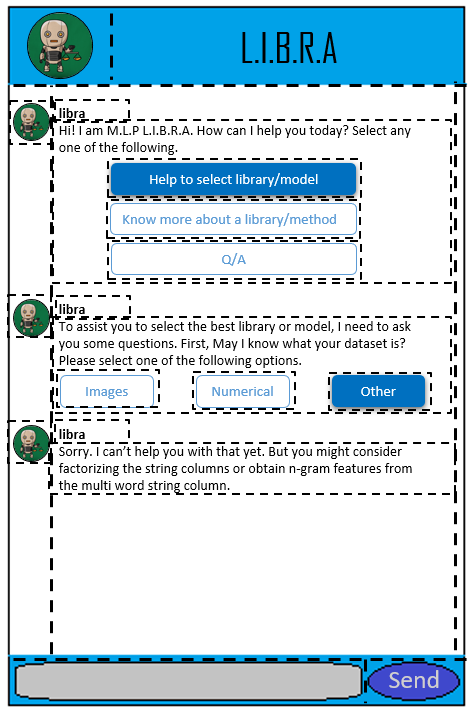 L.I.B.R.A
libra
Hi! I am M.L.P L.I.B.R.A. How can I help you today? Select any
one of the following.
Help to select library/model
Know more about a library/method
Q/A
libra
To assist you to select the best library or model, I need to ask
you some questions. First, May I know what your dataset is?
Please select one of the following options.
Images
Numerical
Other
libra
Sorry. I can't help you with that yet. But you might consider
factorizing the string columns or obtain n-gram features from
the multi word string column.
Send